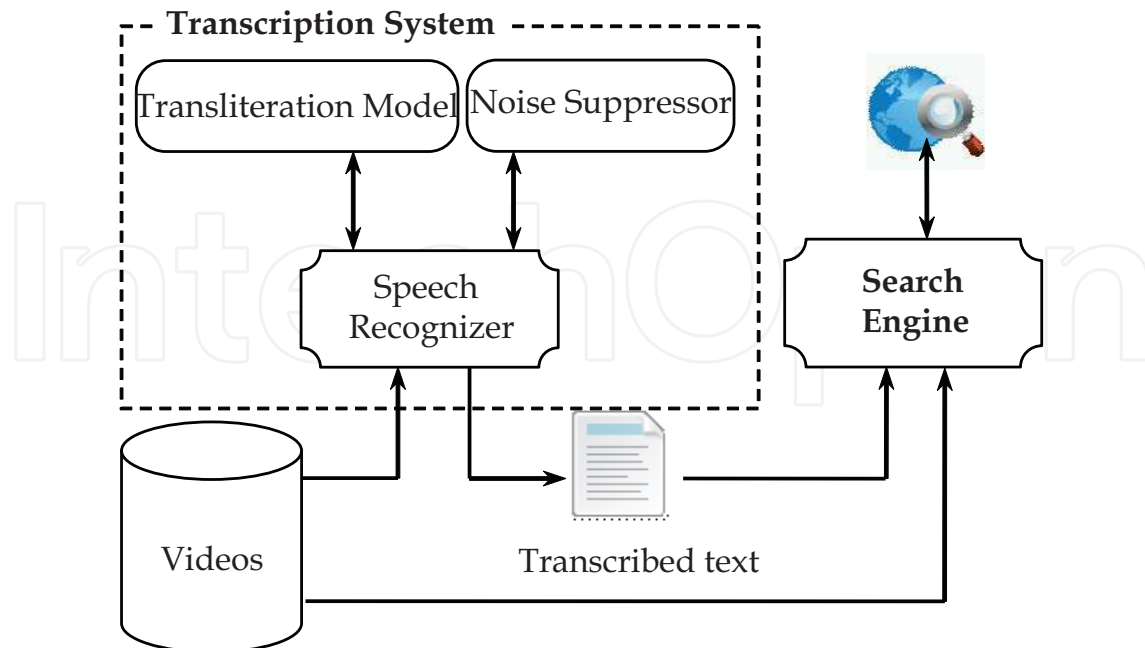 Transcription System
Transliteration Model
Noise Suppressor
Speech
Recognizer
Search
Engine
Videos
Transcribed text
IntechOpen